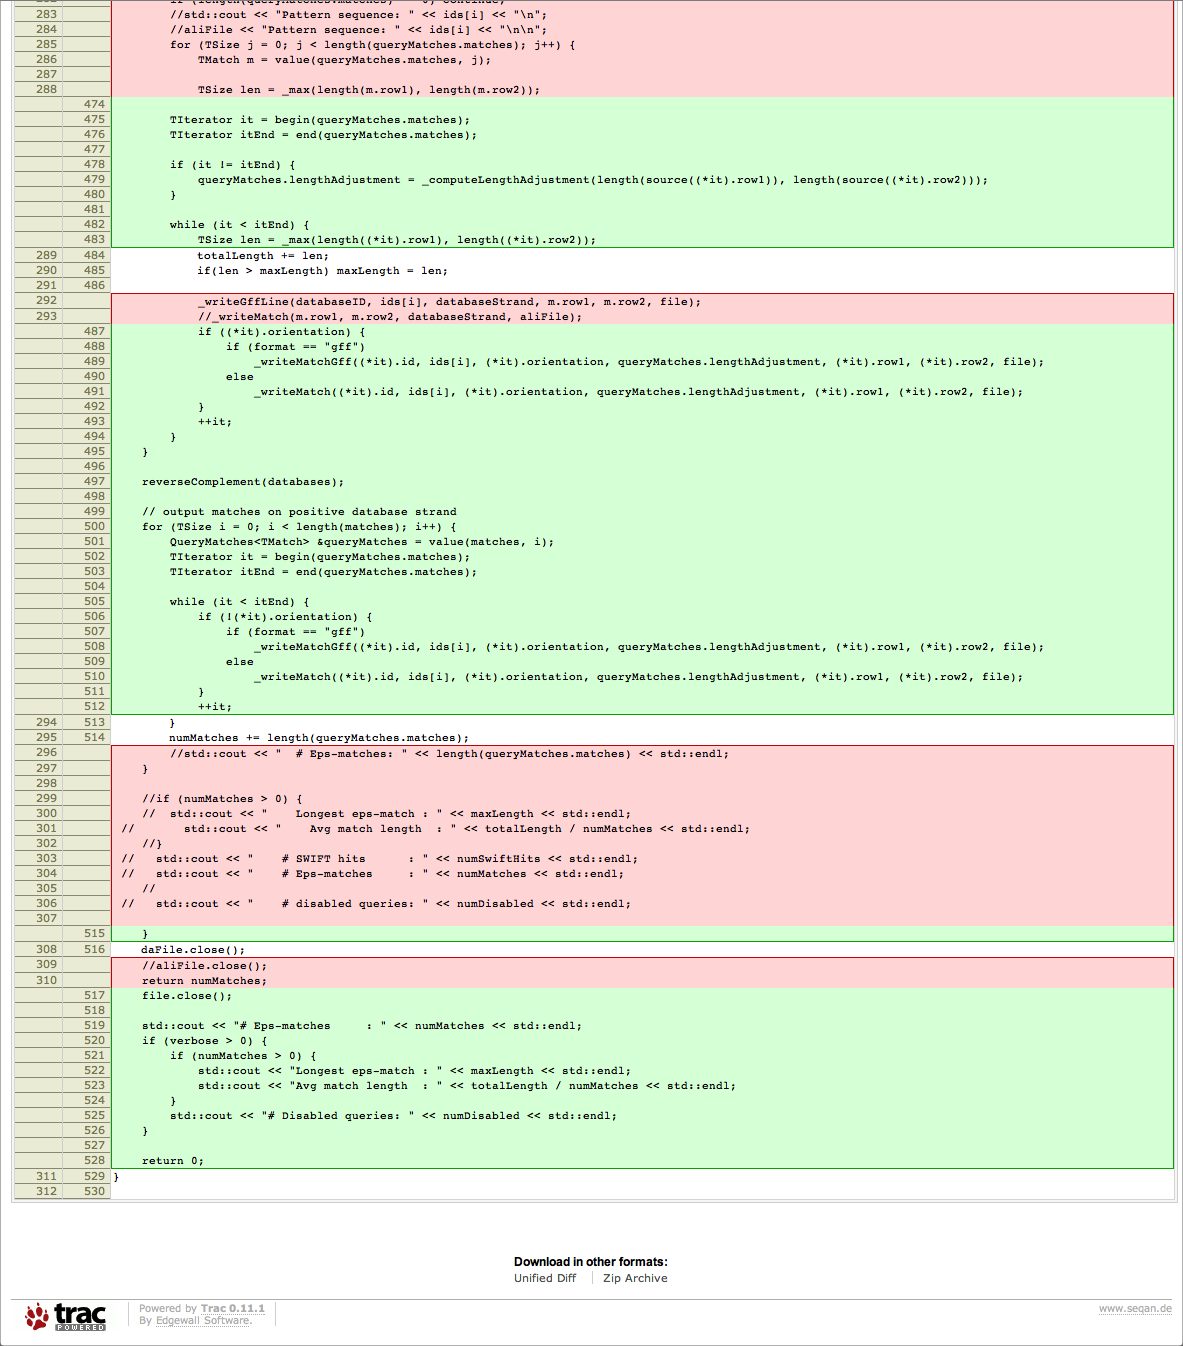 283 //std::cout << "Pattern sequence: " << ids[i] << "\n";
284 //aliFile << "Pattern sequence: " << ids[i] << "\n\n";
285 for (TSize j = 0; j < length(queryMatches.matches); j++) {
286 TMatch m = value(queryMatches.matches, j);
287
288 TSize len = _max(length(m.row1), length(m.row2));
474
475 TIterator it = begin(queryMatches.matches);
476 TIterator itEnd = end(queryMatches.matches);
477
478 if (it != itEnd) {
479 queryMatches.lengthAdjustment = _computeLengthAdjustment(length(source((*it).row1)), length(source((*it).row2)));
480 }
481
482 while (it < itEnd) {
483 TSize len = _max(length((*it).row1), length((*it).row2));
289 484 totalLength += len;
290 485 if(len > maxLength) maxLength = len;
291 486
292 _writeGffLine(databaseID, ids[i], databaseStrand, m.row1, m.row2, file);
293 //_writeMatch(m.row1, m.row2, databaseStrand, aliFile);
487 if ((*it).orientation) {
488 if (format == "gff")
489 _writeMatchGff((*it).id, ids[i], (*it).orientation, queryMatches.lengthAdjustment, (*it).row1, (*it).row2, file);
490 else
491 _writeMatch((*it).id, ids[i], (*it).orientation, queryMatches.lengthAdjustment, (*it).row1, (*it).row2, file);
492 }
493 ++it;
494 }
495 }
496
497 reverseComplement(databases);
498
499 // output matches on positive database strand
500 for (TSize i = 0; i < length(matches); i++) {
501 QueryMatches<TMatch> &queryMatches = value(matches, i);
502 TIterator it = begin(queryMatches.matches);
503 TIterator itEnd = end(queryMatches.matches);
504
505 while (it < itEnd) {
506 if (!(*it).orientation) {
507 if (format == "gff")
508 _writeMatchGff((*it).id, ids[i], (*it).orientation, queryMatches.lengthAdjustment, (*it).row1, (*it).row2, file);
509 else
510 _writeMatch((*it).id, ids[i], (*it).orientation, queryMatches.lengthAdjustment, (*it).row1, (*it).row2, file);
511 }
512 ++it;
294 513 }
295 514 numMatches += length(queryMatches.matches);
296 //std::cout << " # Eps-matches: " << length(queryMatches.matches) << std::endl;
297 }
298
299 //if (numMatches > 0) {
300 // std::cout << " Longest eps-match : " << maxLength << std::endl;
301 // std::cout << " Avg match length : " << totalLength / numMatches << std::endl;
302 //}
303 // std::cout << " # SWIFT hits : " << numSwiftHits << std::endl;
304 // std::cout << " # Eps-matches : " << numMatches << std::endl;
305 //
306 // std::cout << " # disabled queries: " << numDisabled << std::endl;
307
515 }
308 516 daFile.close();
309 //aliFile.close();
310 return numMatches;
517 file.close();
518
519 std::cout << "# Eps-matches : " << numMatches << std::endl;
520 if (verbose > 0) {
521 if (numMatches > 0) {
522 std::cout << "Longest eps-match : " << maxLength << std::endl;
523 std::cout << "Avg match length : " << totalLength / numMatches << std::endl;
524 }
525 std::cout << "# Disabled queries: " << numDisabled << std::endl;
526 }
527
528 return 0;
311 529 }
312 530
Download in other formats:
Unified Diff Zip Archive
trac POWERED
Powered by Trac 0.11.1
By Edgewall Software.
www.seqan.de